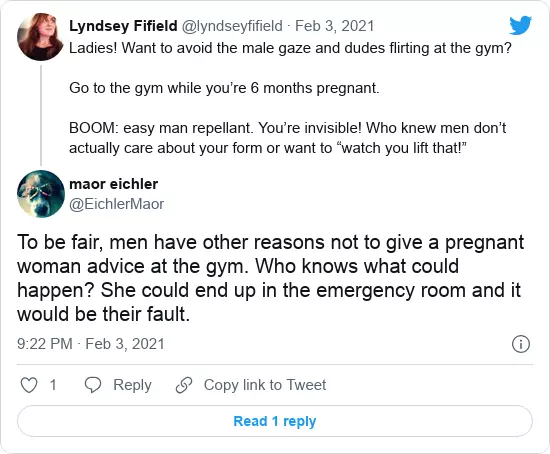 Lyndsey Fifield @lyndseyfifield · Feb 3, 2021
Ladies! Want to avoid the male gaze and dudes flirting at the gym?
Go to the gym while you’re 6 months pregnant.
BOOM: easy man repellant. You’re invisible! Who knew men don’t
actually care about your form or want to “watch you lift that!”
maor eichler
@EichlerMaor
To be fair, men have other reasons not to give a pregnant
woman advice at the gym. Who knows what could
happen? She could end up in the emergency room and it
would be their fault.
9:22 PM · Feb 3, 2021
1 Reply Copy link to Tweet
Read 1 reply